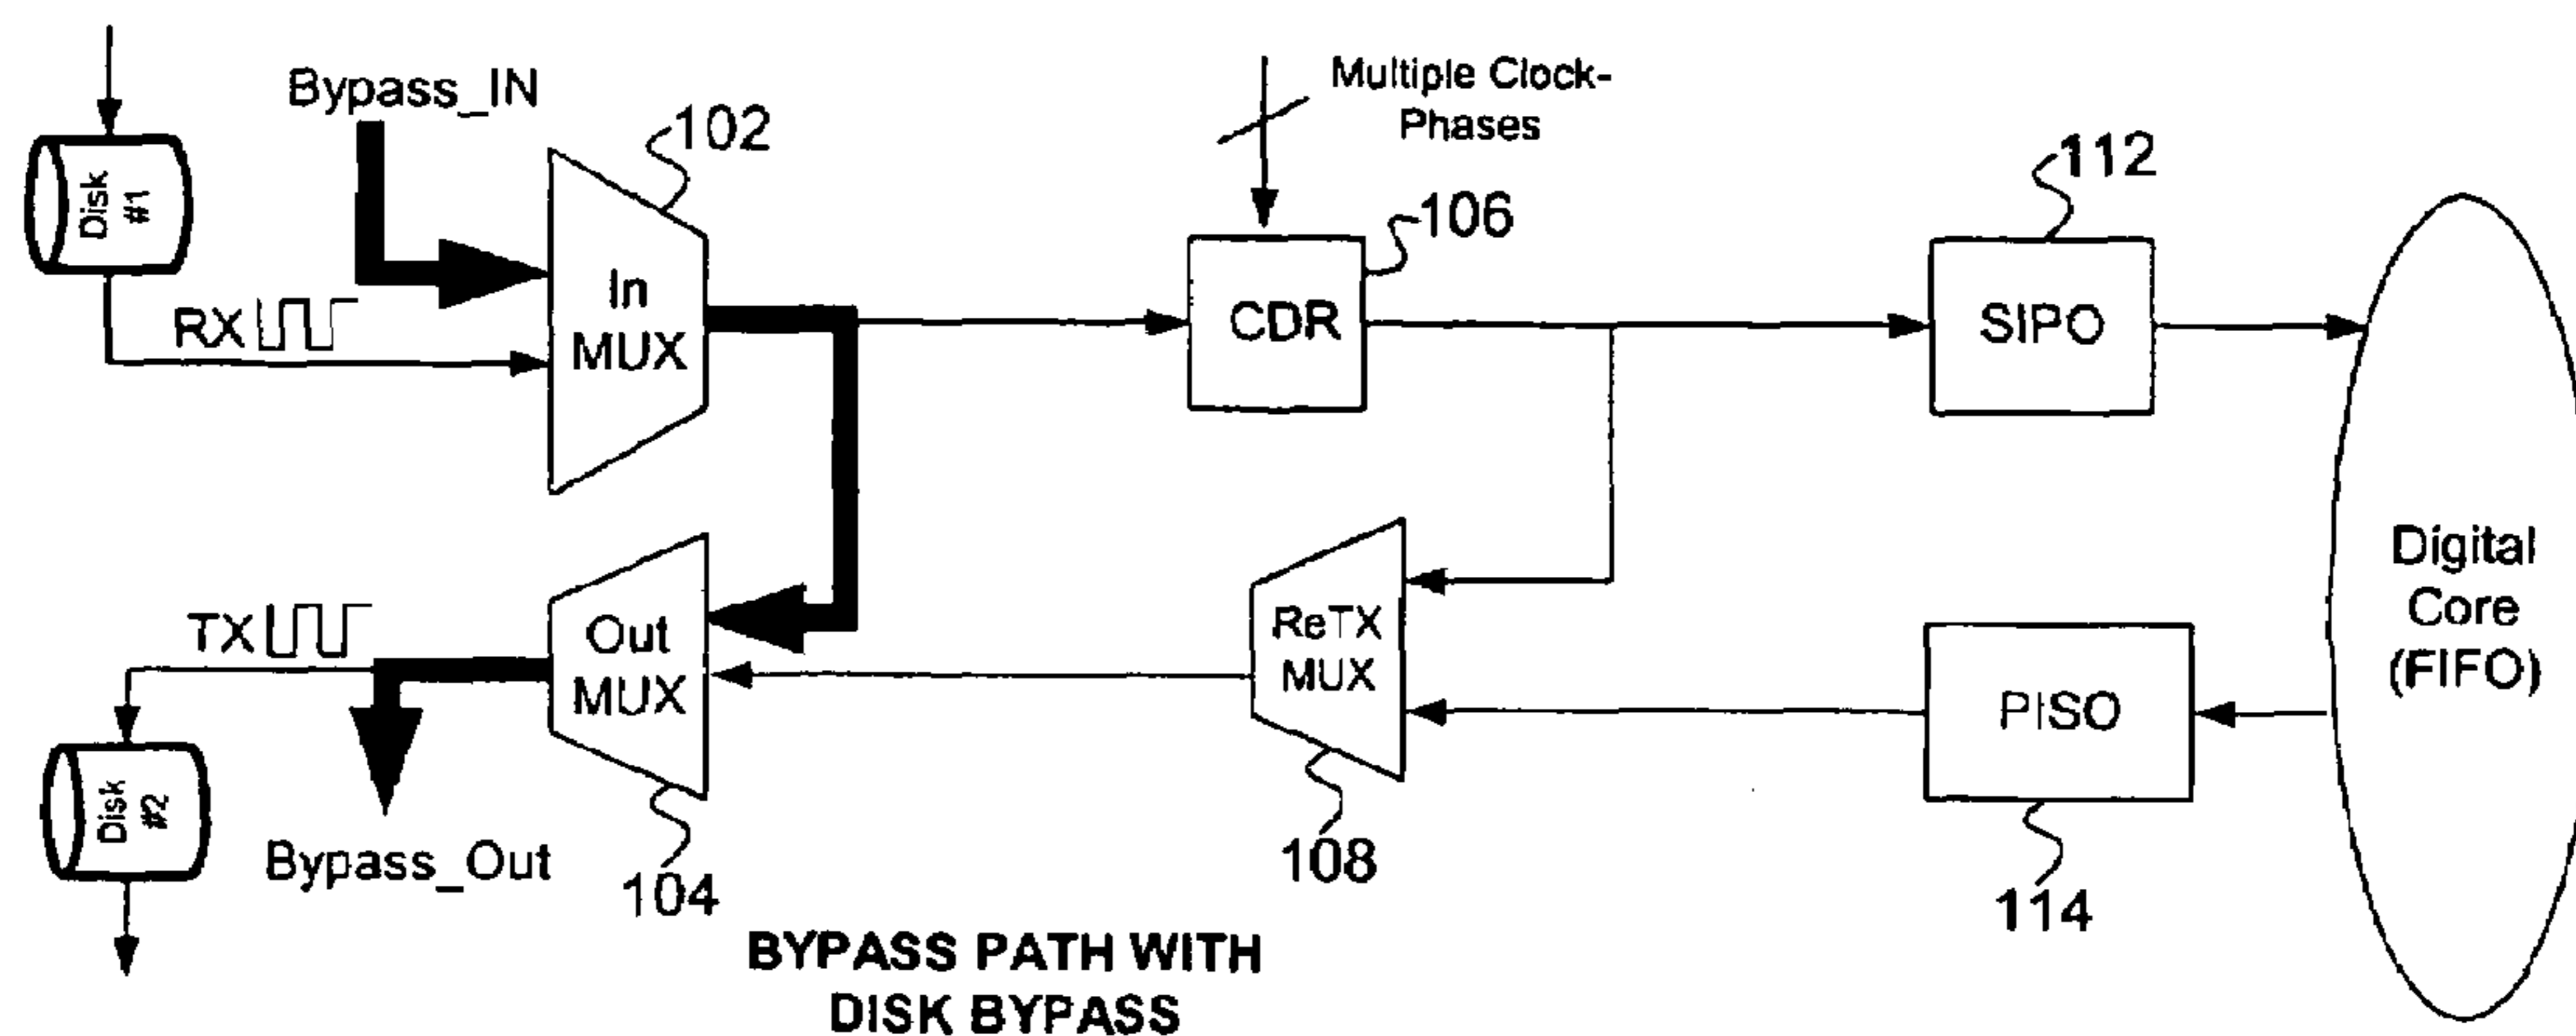 Bypass_IN
102
Multiple Clock-
Phases
106
112
Disk
#1
RX
In
MUX
CDR
SIPO
Digital
Core
(FIFO)
TX
Out
MUX
ReTX
MUX
PISO
Disk
#2
Bypass_Out
104
108
114
BYPASS PATH WITH
DISK BYPASS